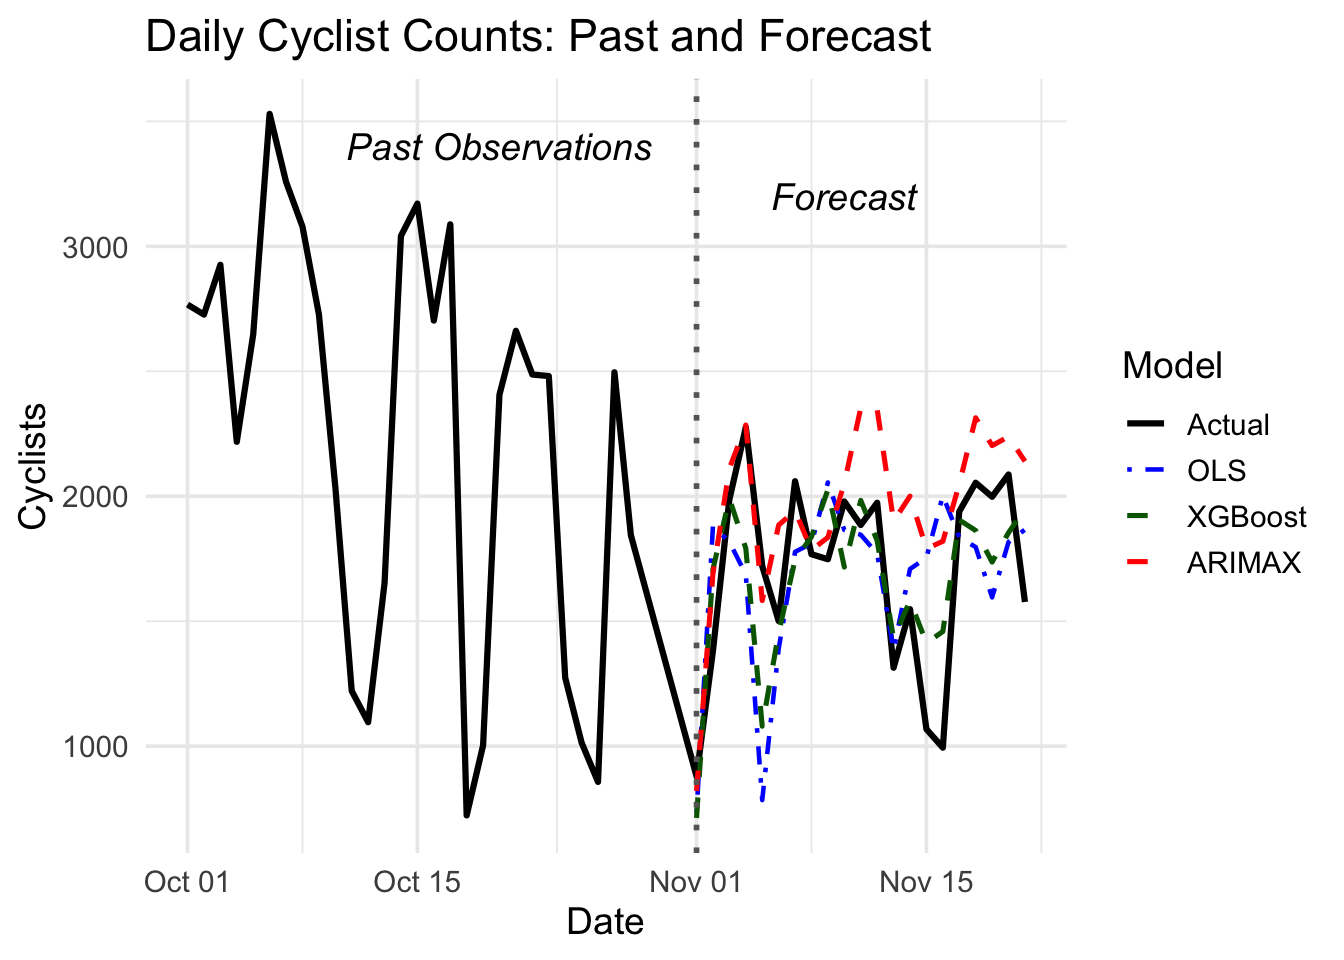 Daily Cyclist Counts: Past and Forecast
Past Observations
Forecast
3000
2000
1000
Cyclists
Oct 01
Oct 15
Nov 01
Nov 15
Date
Model
Actual
OLS
XGBoost
ARIMAX